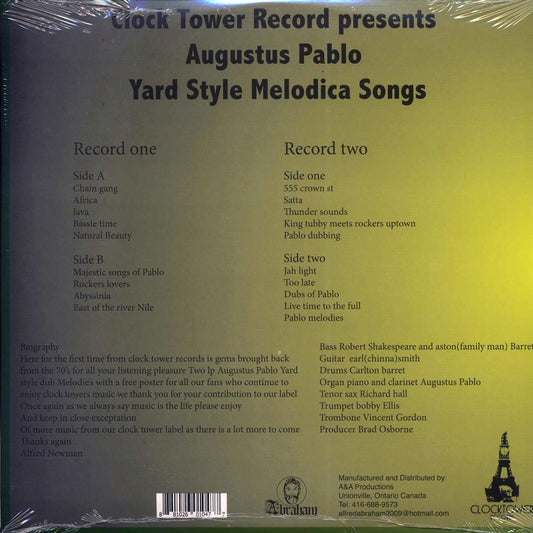 Clock Tower Record presents
Augustus Pablo
Yard Style Melodica Songs
Record one
Side A
Chain gang
Africa
Java
Bassie time
Natural Beauty
Side B
Majestic songs of Pablo
Rockers lovers
Abyssinia
East of the river Nile
Record two
Side one
555 crown st
Satta
Thunder sounds
King tubby meets rockers uptown
Pablo dubbing
Side two
Jah light
Too late
Dubs of Pablo
Live time to the full
Pablo melodies
Biography
Here for the first time from clock tower records is gems brought back
from the 70's for all your listening pleasure Two lp Augustus Pablo Yard
style dub Melodie's with a free poster for all our fans who continue to
enjoy clock towers music we thank you for your contribution to our label
Once again as we always say music is the life please enjoy
And keep in close exceptation
Of more music from our clock tower label as there is a lot more to come
Thanks again
Alfred Newman
Bass Robert Shakespeare and aston(family man) Barret
Guitar earl(chinna)smith
Drums Carlton barret
Organ piano and clarinet Augustus Pablo
Tenor sax Richard hall
Trumpet bobby Ellis
Trombone Vincent Gordon
Producer Brad Osborne
8 81026 01047 7
Abraham
Manufactured and Distributed by:
A&A Productions
Unionville, Ontario Canada
Tel: 416-688-9573
alfredabraham2009@hotmail.com
CLOCKTOWER